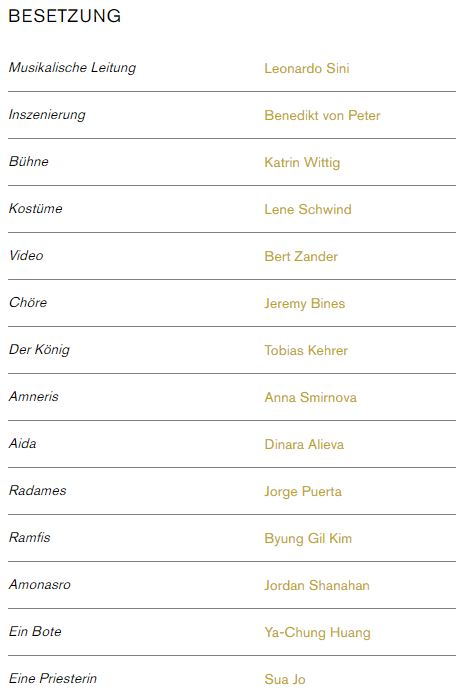 BESETZUNG
Musikalische Leitung Leonardo Sini
Inszenierung Benedikt von Peter
Bühne Katrin Wittig
Kostüme Lene Schwind
Video Bert Zander
Chöre Jeremy Bines
Der König Tobias Kehrer
Amneris Anna Smirnova
Aida Dinara Alieva
Radames Jorge Puerta
Ramfis Byung Gil Kim
Amonasro Jordan Shanahan
Ein Bote Ya-Chung Huang
Eine Priesterin Sua Jo